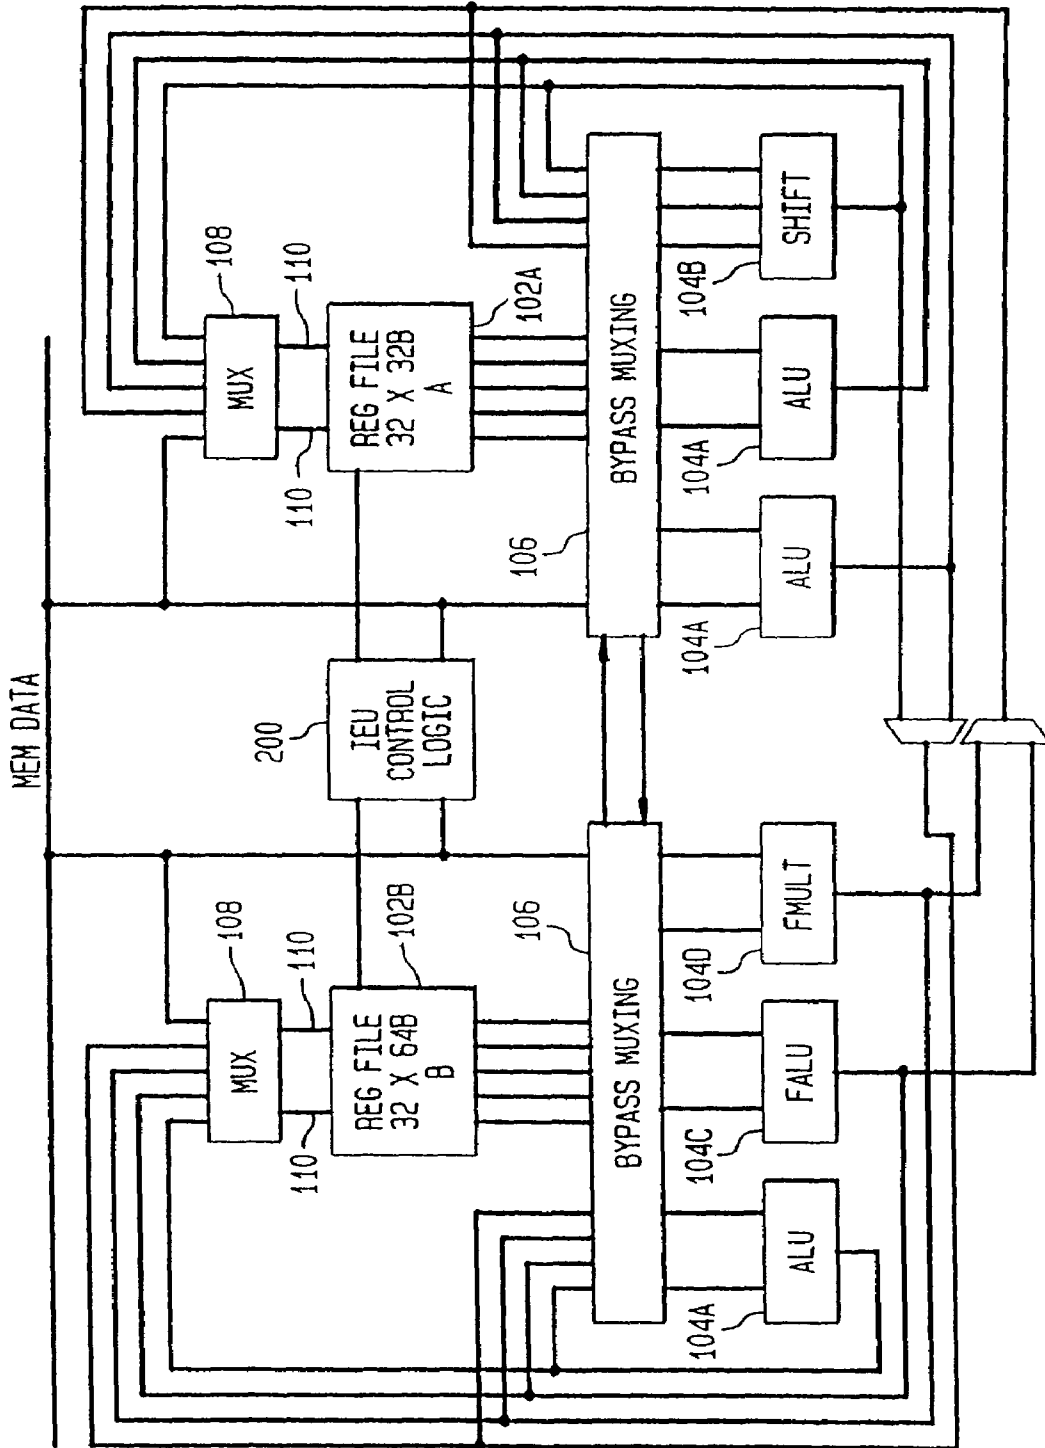 MEM DATA
108
MUX
110
110
REG FILE
32 X 64B
B
102B
200
IEU
CONTROL
LOGIC
108
MUX
110
110
REG FILE
32 X 32B
A
102A
106
BYPASS MUXING
106
BYPASS MUXING
104A
ALU
104C
FALU
104D
FMULT
104A
ALU
104A
ALU
104B
SHIFT